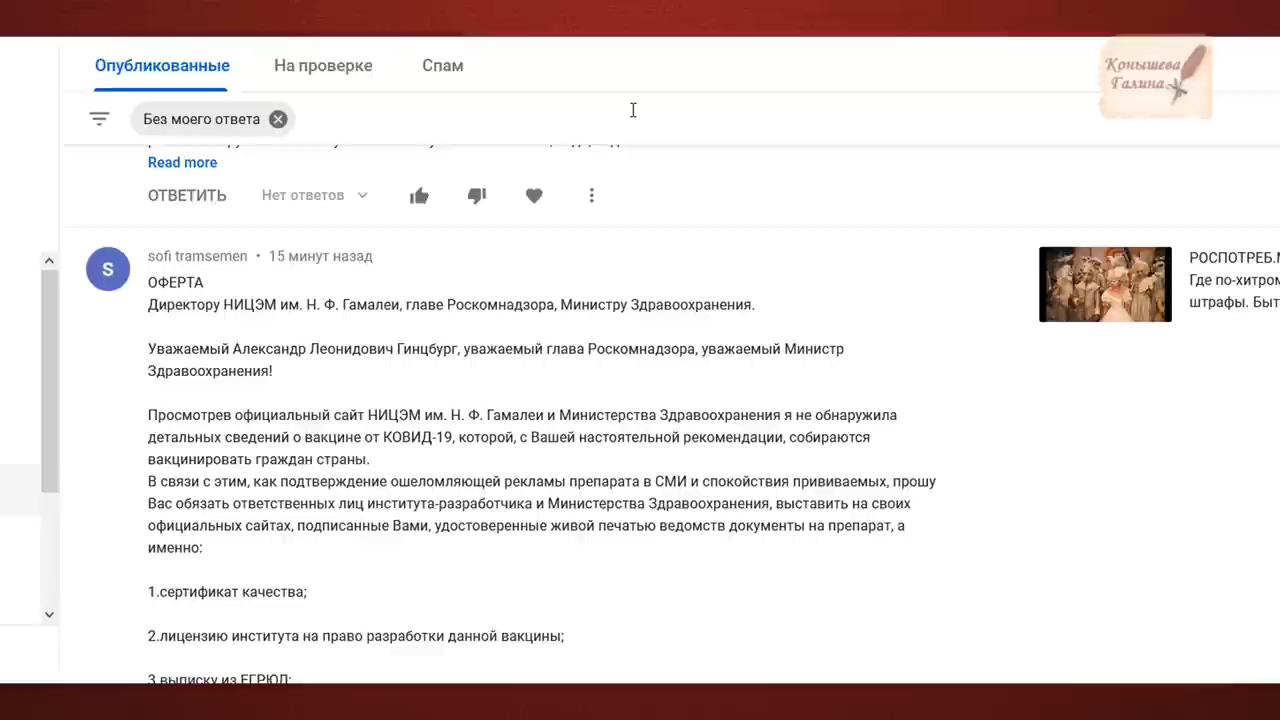 Опубликованные На проверке Спам
Конышева
Галина
Без моего ответа
Read more
ОТВЕТИТЬ Нет ответов
S
sofi tramsemen • 15 минут назад
ОФЕРТА
Директору НИЦЭМ им. Н. Ф. Гамалеи, главе Роскомнадзора, Министру Здравоохранения.
Уважаемый Александр Леонидович Гинцбург, уважаемый глава Роскомнадзора, уважаемый Министр
Здравоохранения!
Просмотрев официальный сайт НИЦЭМ им. Н. Ф. Гамалеи и Министерства Здравоохранения я не обнаружила
детальных сведений о вакцине от КОВИД-19, которой, с Вашей настоятельной рекомендации, собираются
вакцинировать граждан страны.
В связи с этим, как подтверждение ошеломляющей рекламы препарата в СМИ и спокойствия прививаемых, прошу
Вас обязать ответственных лиц института-разработчика и Министерства Здравоохранения, выставить на своих
официальных сайтах, подписанные Вами, удостоверенные живой печатью ведомств документы на препарат, а
именно:
1.сертификат качества;
2.лицензию института на право разработки данной вакцины;
3.выписку из ЕГРЮЛ;
РОСПОТРЕБ.
Где по-хитром
штрафы. Быт